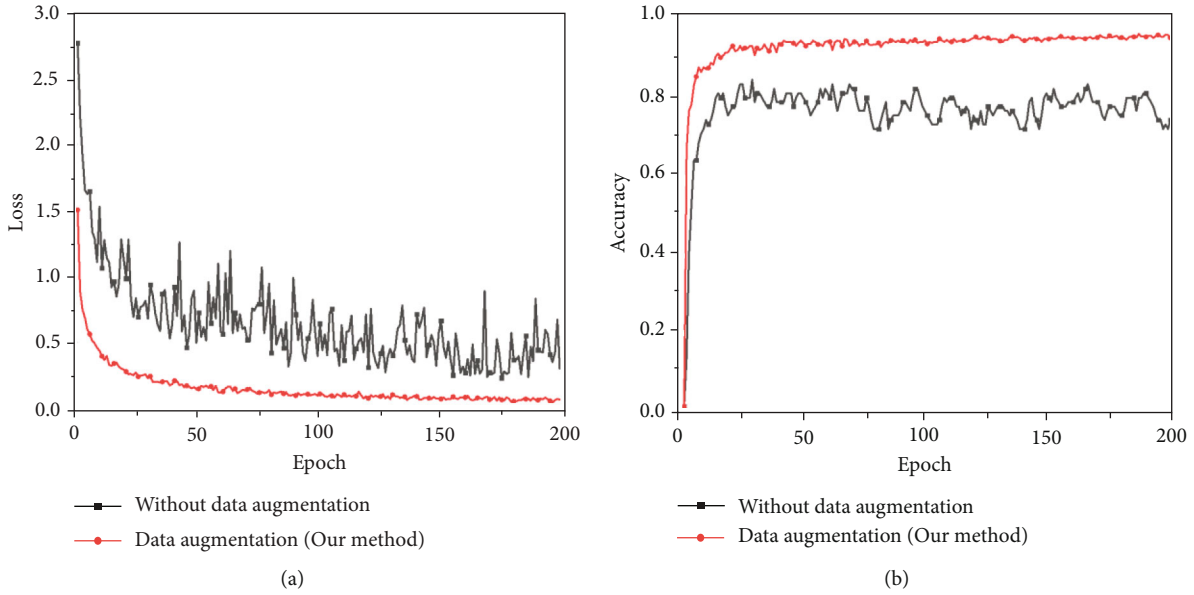 3.0
2.5
2.0
1.5
1.0
0.5
0.0
Loss
0
50
100
150
200
Epoch
Without data augmentation
Data augmentation (Our method)
(a)
1.0
0.8
0.6
0.4
0.2
0.0
Accuracy
0
50
100
150
200
Epoch
Without data augmentation
Data augmentation (Our method)
(b)